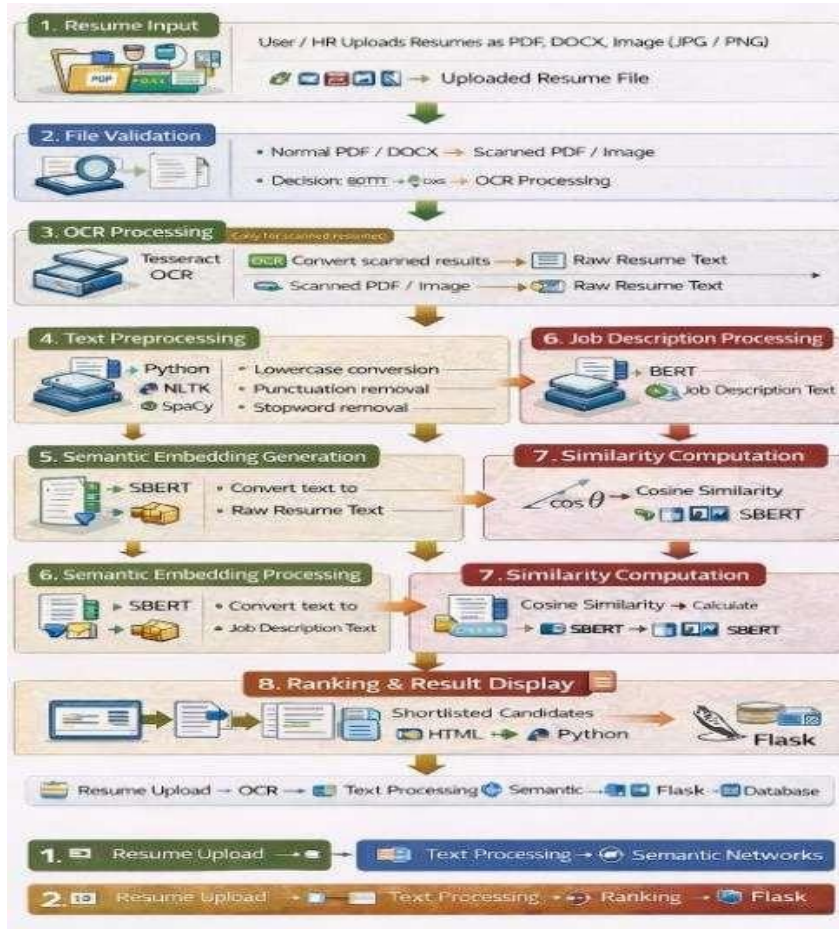 1. Resume Input
User / HR Uploads Resumes as PDF, DOCX, Image (JPG / PNG)
PDF
→ Uploaded Resume File
2. File Validation
• Normal PDF / DOCX → Scanned PDF / Image
• Decision: → OCR Processing
3. OCR Processing
Only for scanned resumes
Tesseract OCR
OCR Convert scanned results → Raw Resume Text
Scanned PDF / Image → Raw Resume Text
4. Text Preprocessing
Python
NLTK
SpaCy
• Lowercase conversion
• Punctuation removal
• Stopword removal
6. Job Description Processing
BERT
Job Description Text
5. Semantic Embedding Generation
SBERT
• Convert text to
• Raw Resume Text
7. Similarity Computation
cos θ → Cosine Similarity
SBERT
6. Semantic Embedding Processing
SBERT
• Convert text to
• Job Description Text
7. Similarity Computation
Cosine Similarity → Calculate
→ SBERT → SBERT
8. Ranking & Result Display
Shortlisted Candidates
HTML → Python
Flask
Resume Upload → OCR → Text Processing Semantic → Flask → Database
1. Resume Upload → → Text Processing → Semantic Networks
2. Resume Upload → Text Processing → Ranking → Flask